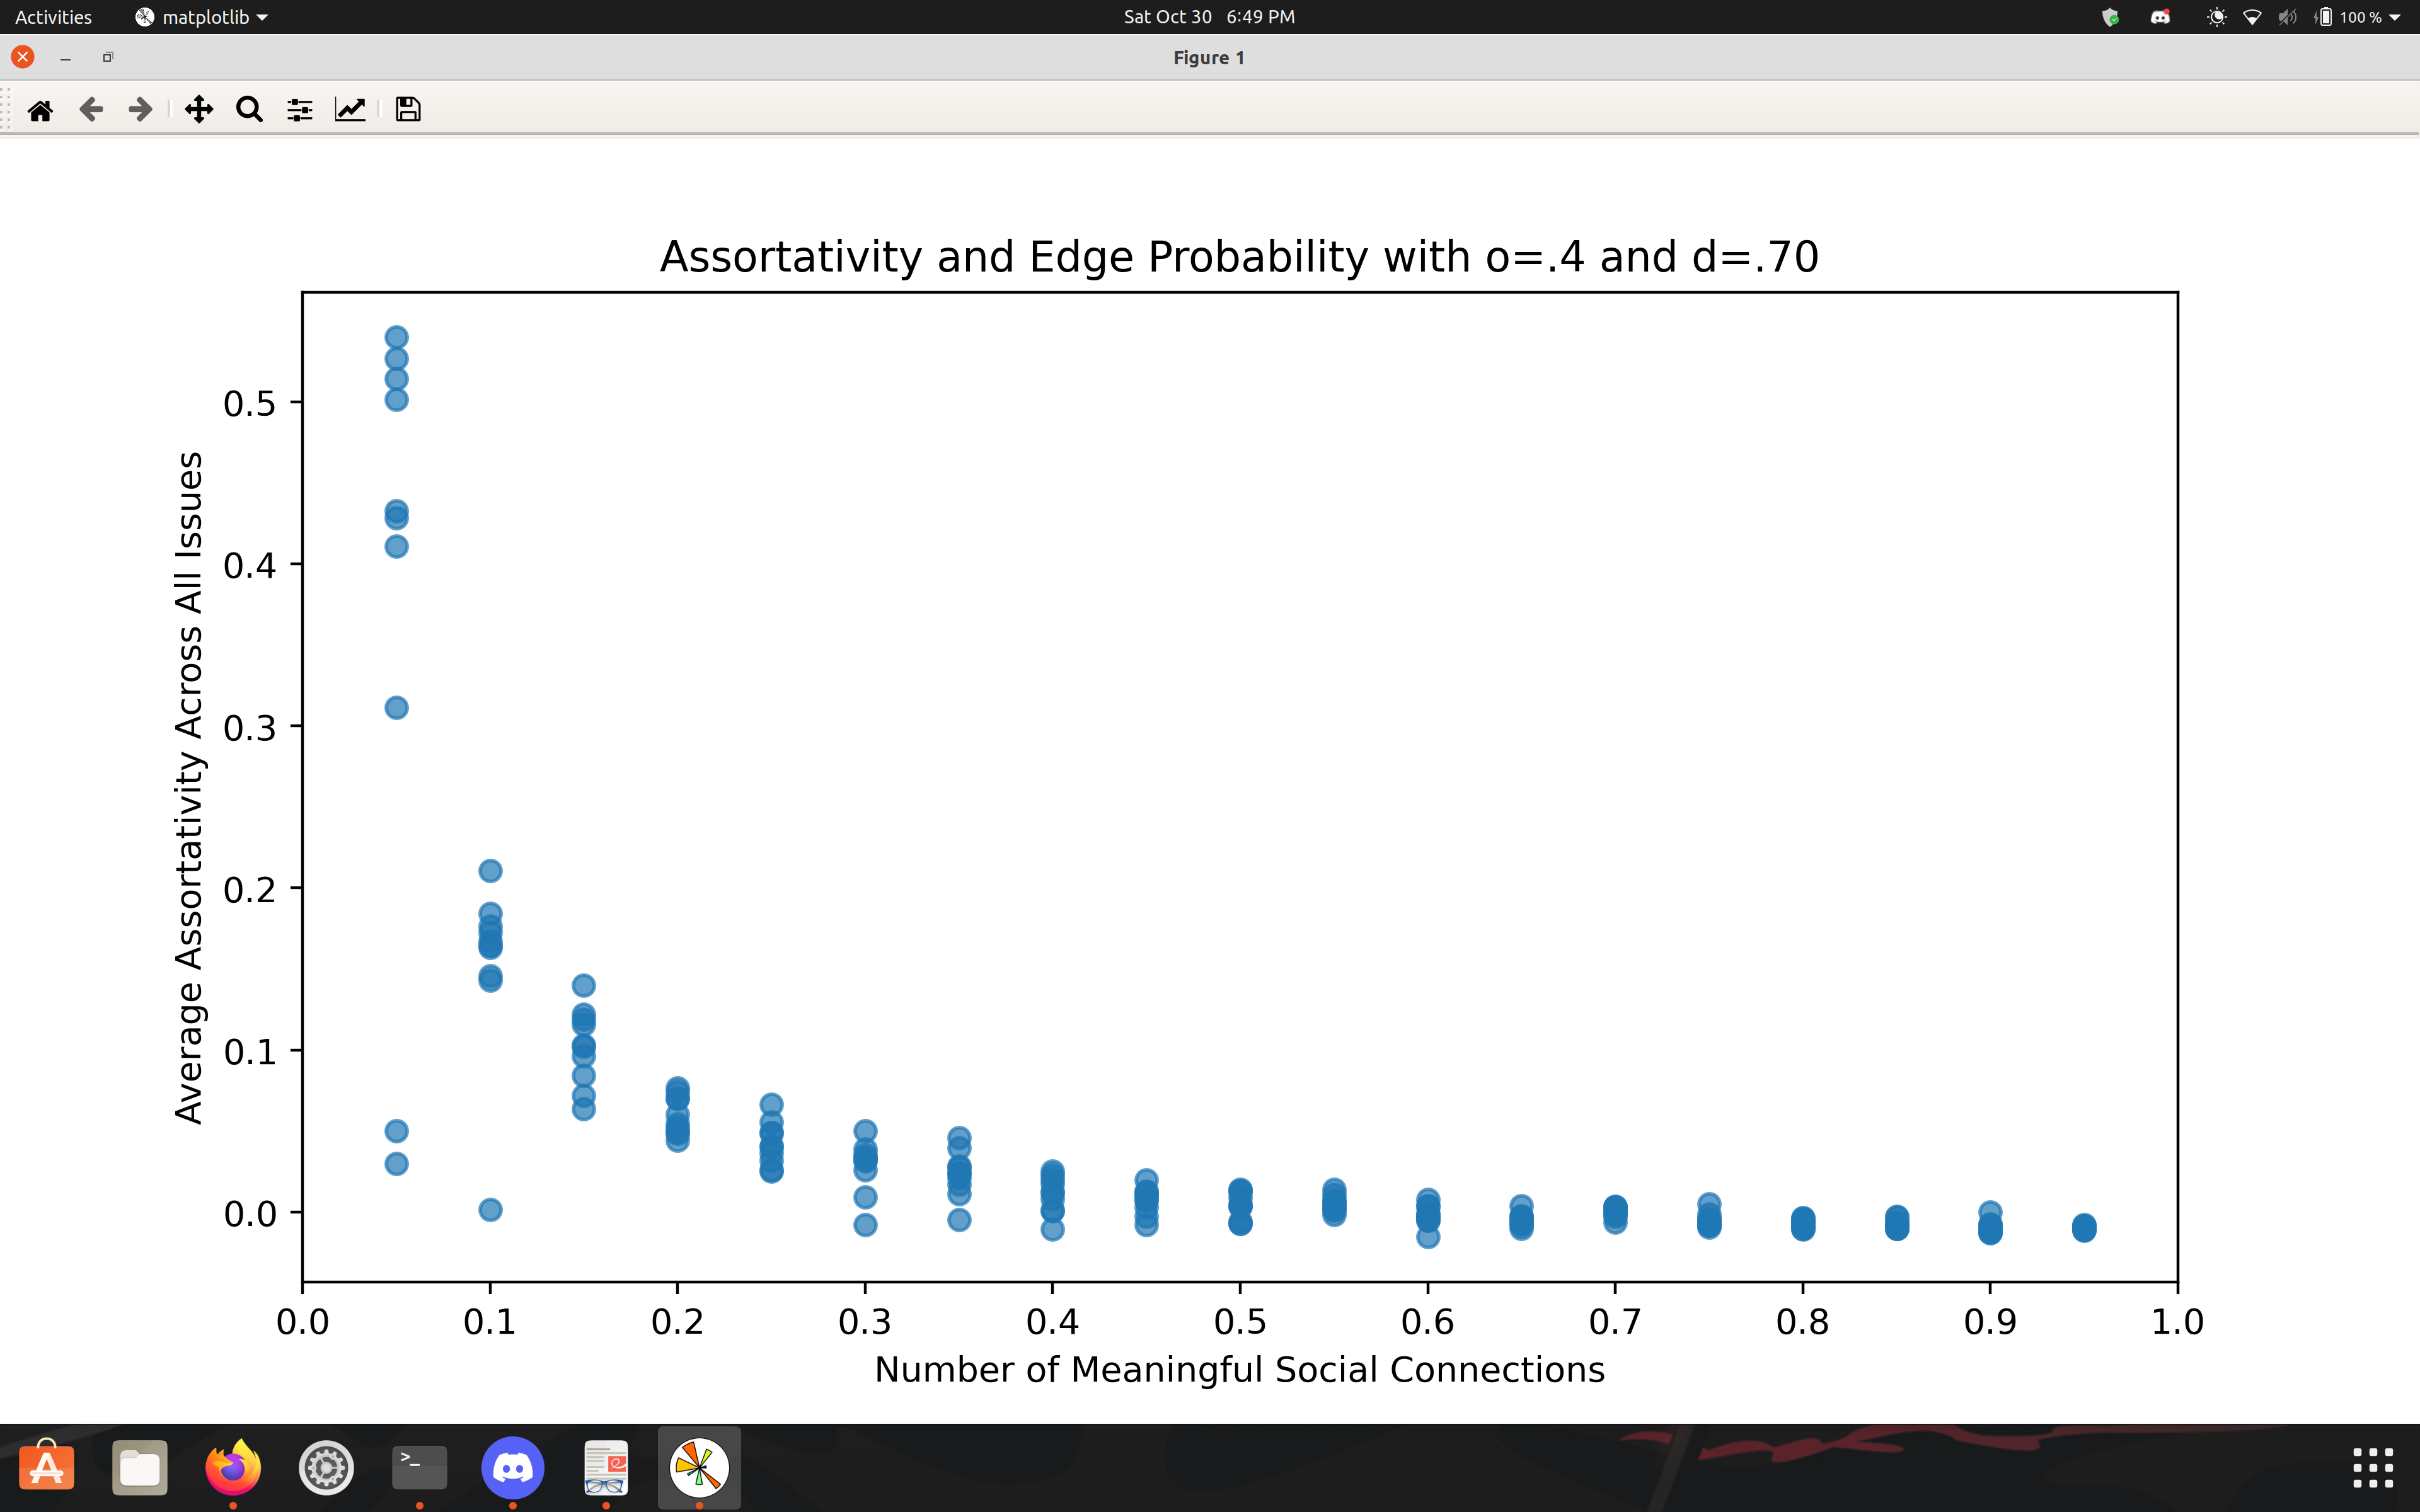 Activities matplotlib Sat Oct 30 6:49 PM 100 %
Figure 1
Assortativity and Edge Probability with o=.4 and d=.70
Average Assortativity Across All Issues
0.5
0.4
0.3
0.2
0.1
0.0
0.0 0.1 0.2 0.3 0.4 0.5 0.6 0.7 0.8 0.9 1.0
Number of Meaningful Social Connections